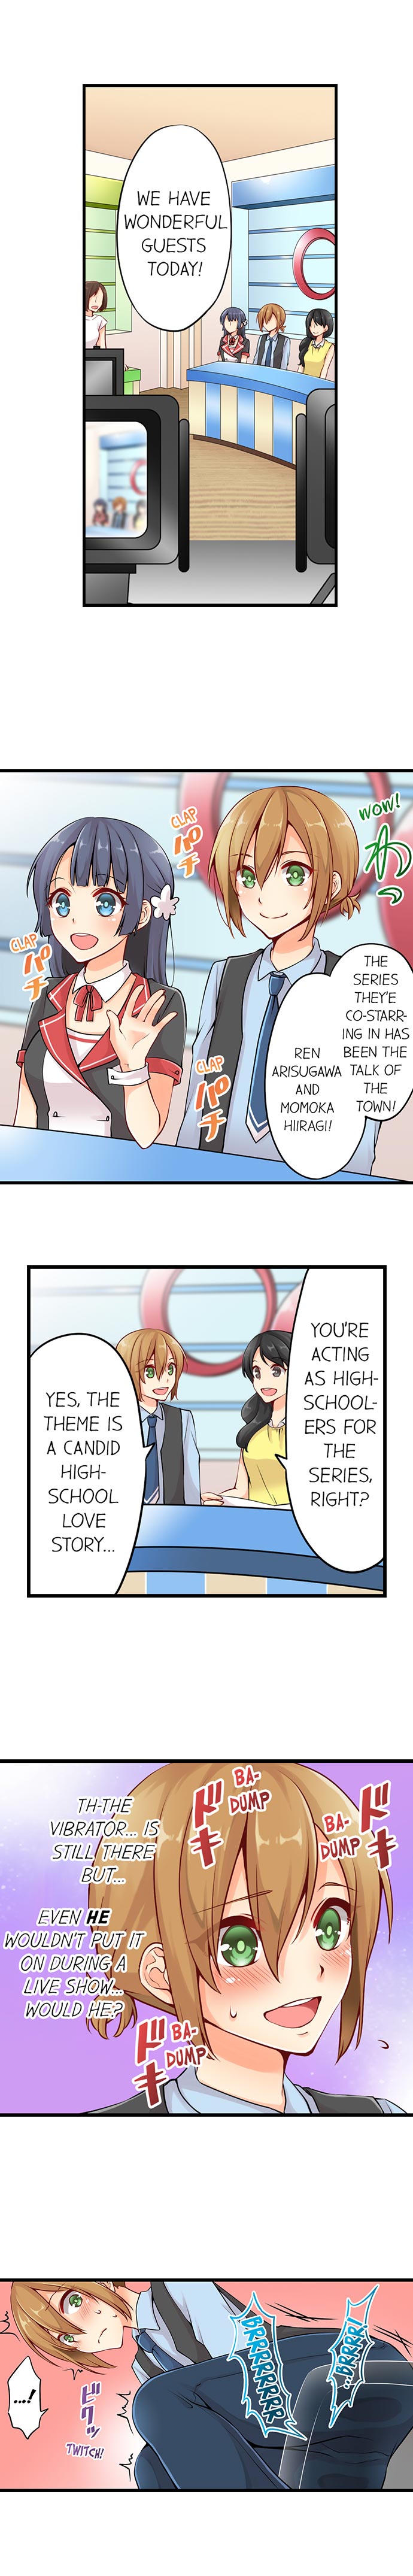 WE HAVE
WONDERFUL
GUESTS
TODAY!
WOW!
わっ
CLAP
パチ
CLAP
パチ
CLAP
パチ
THE
SERIES
THEY'E
CO-STARR-
ING IN HAS
BEEN THE
TALK OF
THE
TOWN!
REN
ARISUGAWA
AND
MOMOKA
HIIRAGI!
YOU'RE
ACTING
AS HIGH-
SCHOOL-
ERS FOR
THE
SERIES,
RIGHT?
YES, THE
THEME IS
A CANDID
HIGH-
SCHOOL
LOVE
STORY...
BA-
DUMP
ドキ
BA-
DUMP
ドキ
TH-THE
VIBRATOR... IS
STILL THERE
BUT...
EVEN HE
WOULDN'T PUT IT
ON DURING A
LIVE SHOW...
WOULD HE?
BA-
DUMP
ドキ
...BRRRR!
BRRRRRRRR
...!
ビクッ
TWITCH!